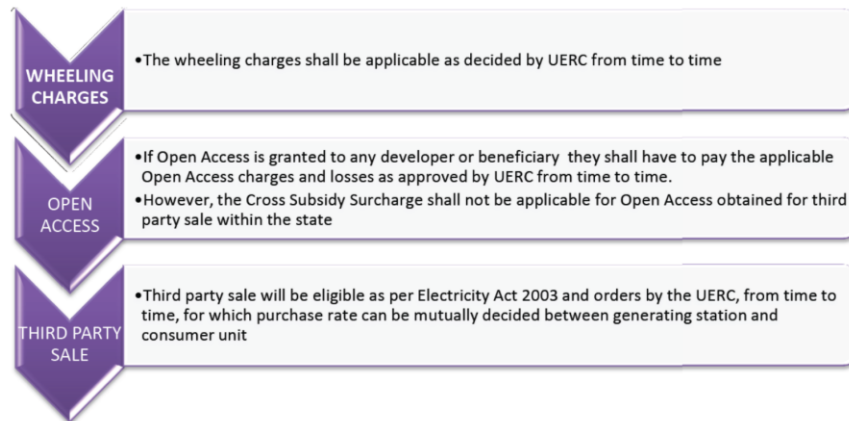 WHEELING
CHARGES
•The wheeling charges shall be applicable as decided by UERC from time to time
OPEN
ACCESS
•If Open Access is granted to any developer or beneficiary they shall have to pay the applicable
Open Access charges and losses as approved by UERC from time to time.
•However, the Cross Subsidy Surcharge shall not be applicable for Open Access obtained for third
party sale within the state
THIRD PARTY
SALE
•Third party sale will be eligible as per Electricity Act 2003 and orders by the UERC, from time to
time, for which purchase rate can be mutually decided between generating station and
consumer unit